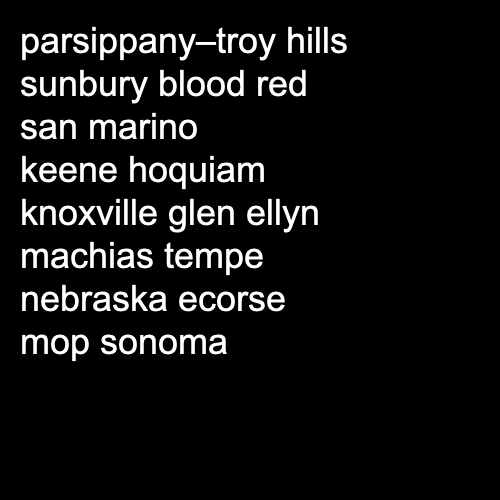 parsippany–troy hills
sunbury blood red
san marino
keene hoquiam
knoxville glen ellyn
machias tempe
nebraska ecorse
mop sonoma